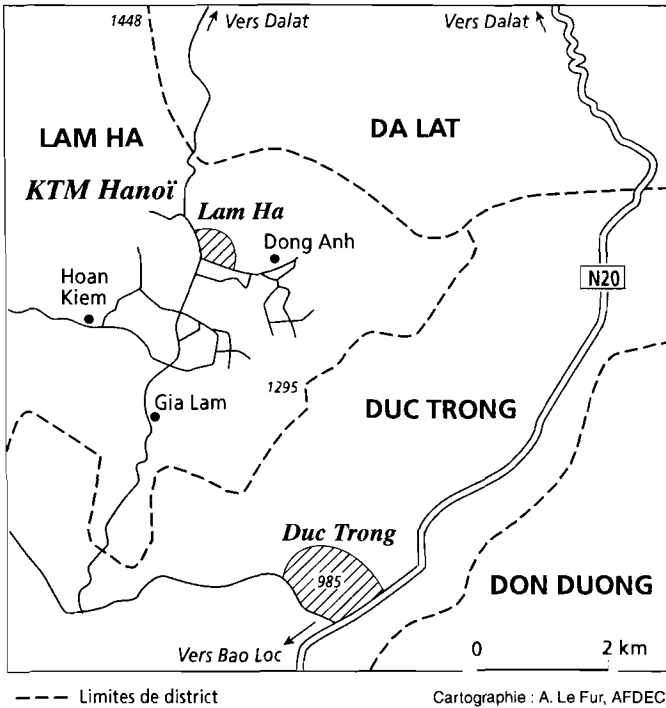 1448
Vers Dalat
Vers Dalat
LAM HA
DA LAT
KTM Hanoï
Lam Ha
Dong Anh
Hoan
Kiem
N20
1295
DUC TRONG
Gia Lam
Duc Trong
985
DON DUONG
Vers Bao Loc
0 2 km
Limites de district
Cartographie : A. Le Fur, AFDEC